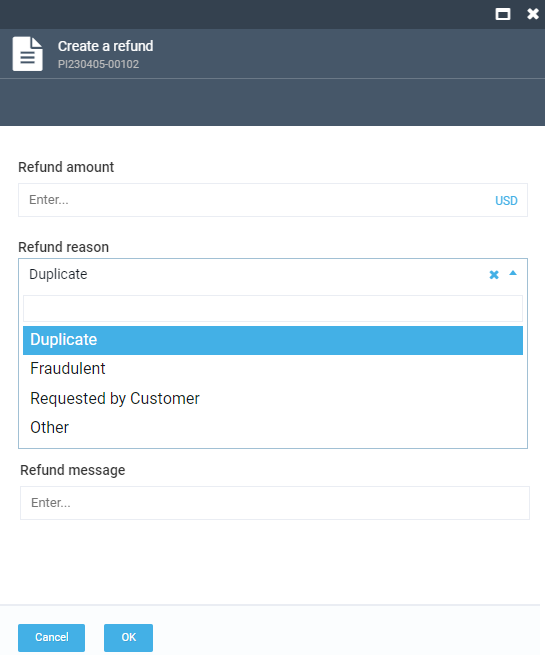 Create a refund
PI230405-00102
Refund amount
Enter...
USD
Refund reason
Duplicate
Duplicate
Fraudulent
Requested by Customer
Other
Refund message
Enter...
Cancel
OK